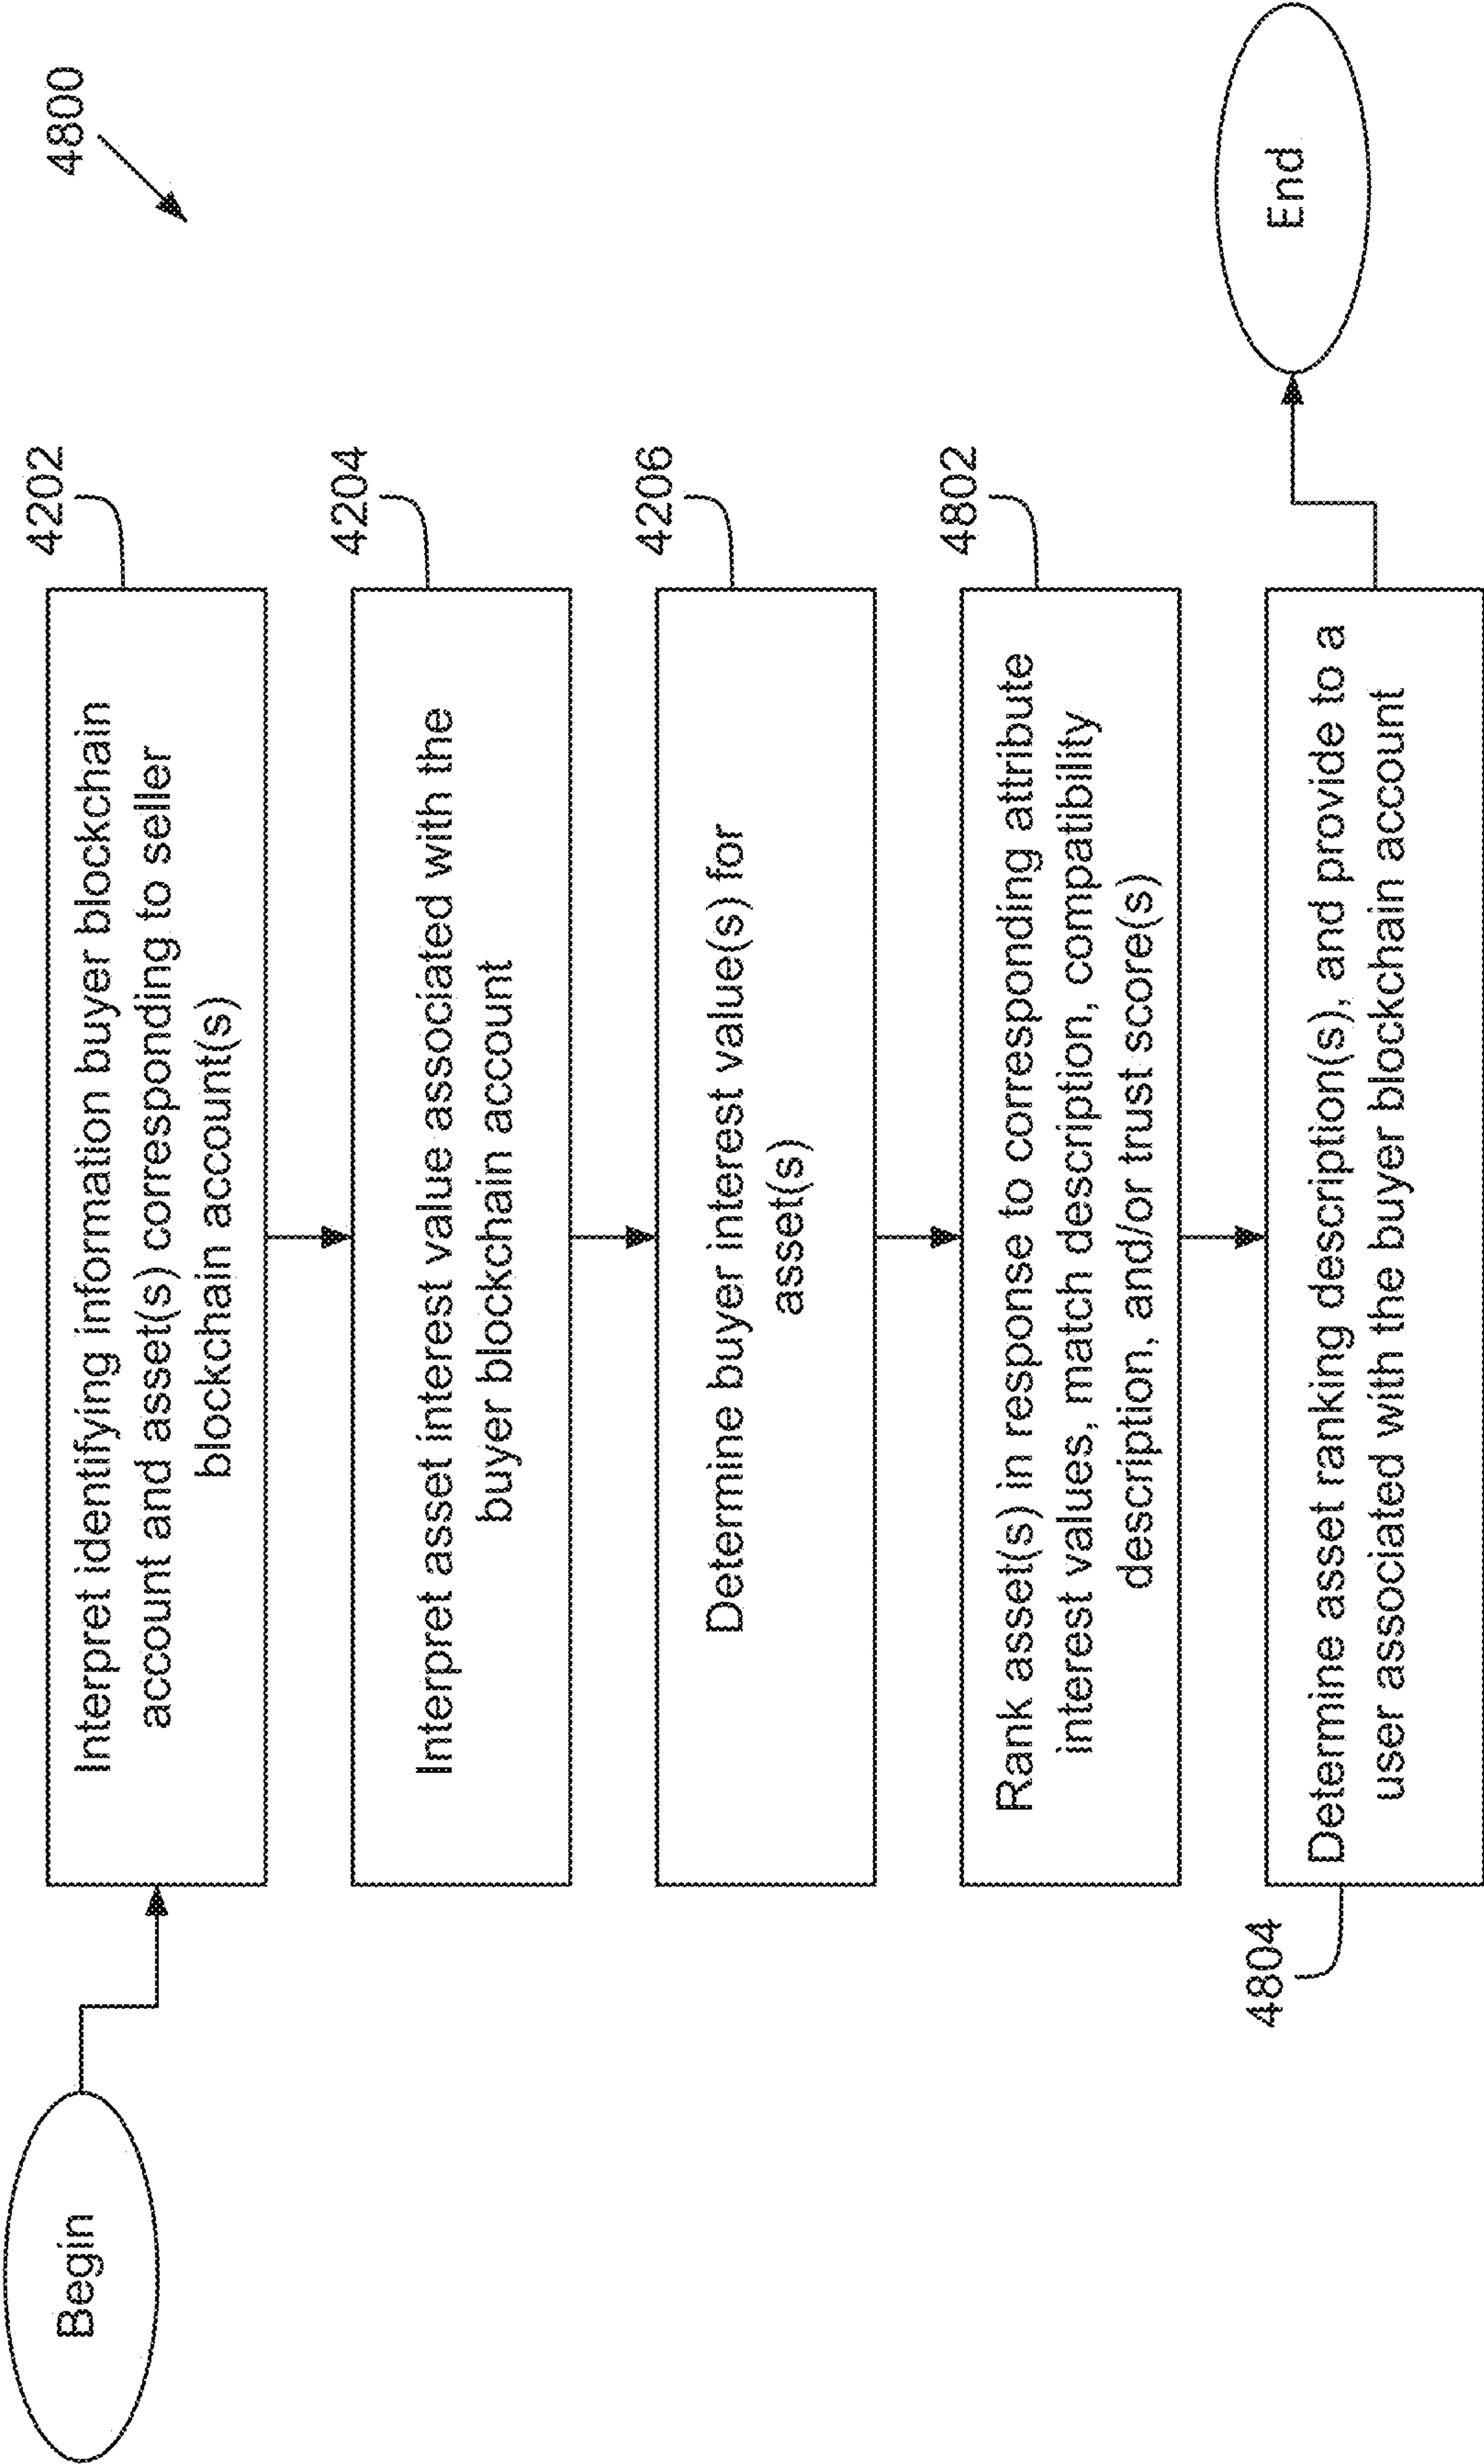 4800
Begin
4202
Interpret identifying information buyer blockchain
account and asset(s) corresponding to seller
blockchain account(s)
4204
Interpret asset interest value associated with the
buyer blockchain account
4206
Determine buyer interest value(s) for
asset(s)
4802
Rank asset(s) in response to corresponding attribute
interest values, match description, compatibility
description, and/or trust score(s)
4804
Determine asset ranking description(s), and provide to a
user associated with the buyer blockchain account
End